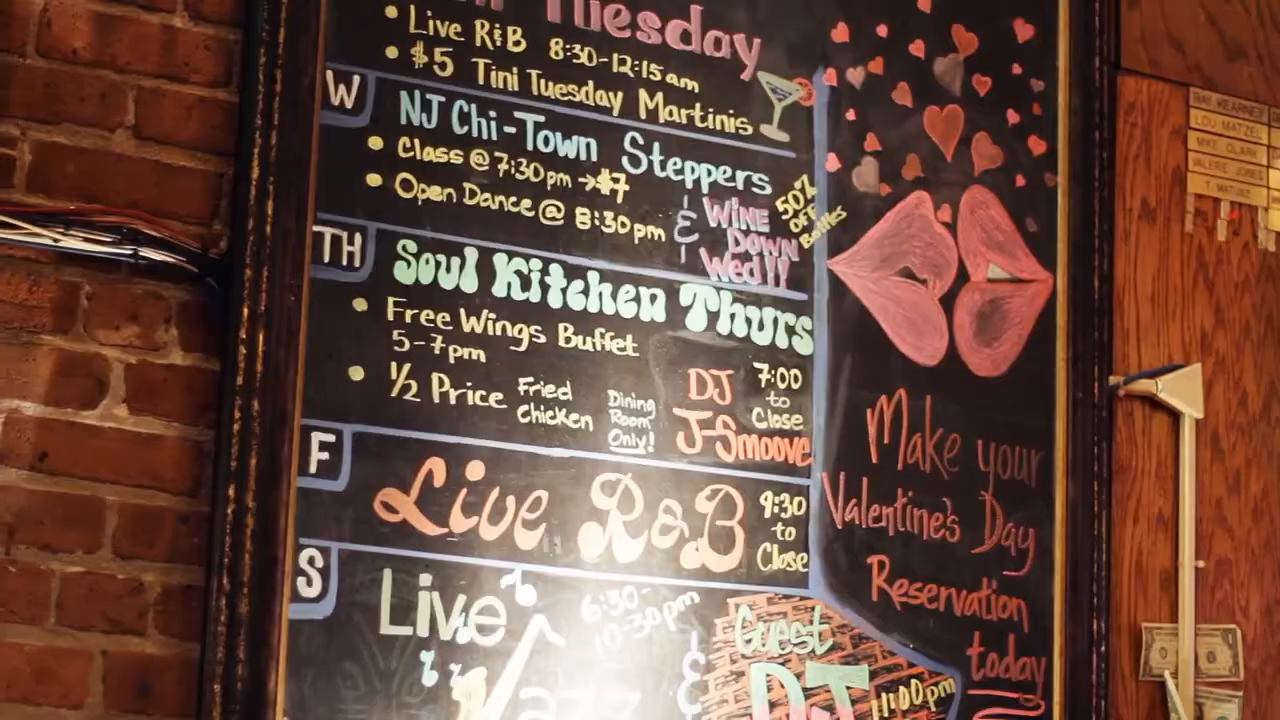 Tuesday
• Live R&B 8:30-12:15am
• $5 Tini Tuesday Martinis
W
NJ Chi-Town Steppers
• Class @ 7:30pm → $7
• Open Dance @ 8:30pm
& WINE
DOWN
Wed!!
50%
OFF
Bottles
TH
Soul Kitchen Thurs
• Free Wings Buffet
5-7pm
• 1/2 Price Fried
Chicken
Dining
Room
Only!
DJ
J-Smoove
7:00
to
Close
F
Live R&B
9:30
to
Close
S
Live
Jazz
6:30-
10:30pm
&
Guest
DJ
11:00pm
Make your
Valentine's Day
Reservation
today
RAY KEARNEY
LOU MATZEL
MIKE CLARK
VALERIE JONES